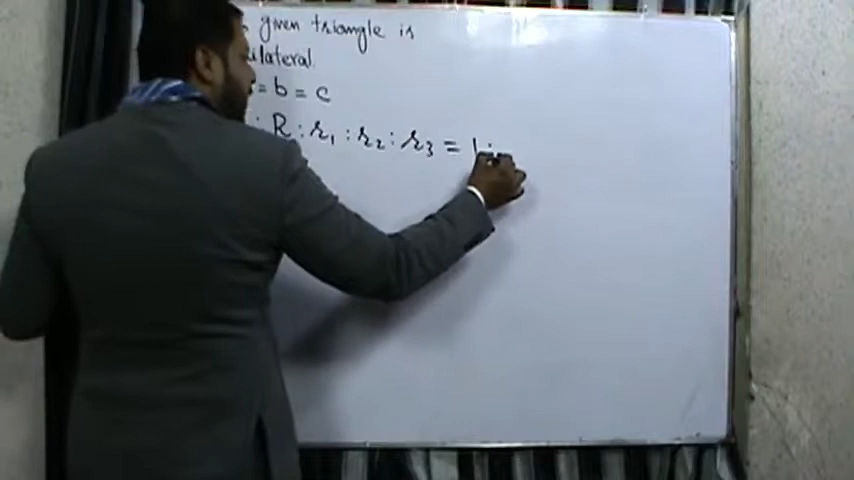 given triangle is
lateral.
= b = c
: R : r₁ : r₂ : r₃ = 1 :